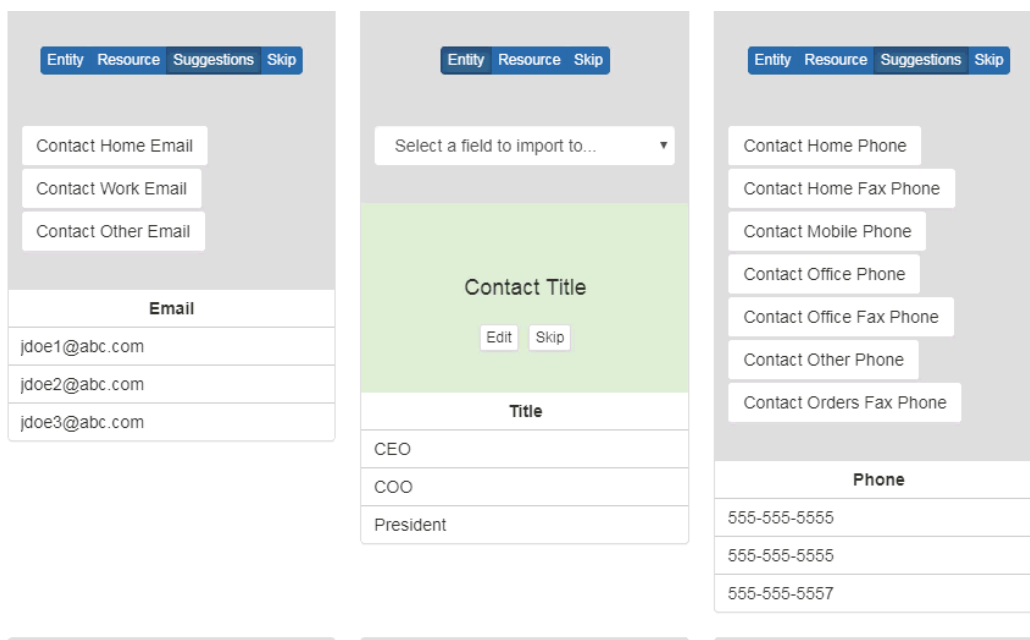 Entity Resource Suggestions Skip
Contact Home Email
Contact Work Email
Contact Other Email
Email
jdoe1@abc.com
jdoe2@abc.com
jdoe3@abc.com
Entity Resource Skip
Select a field to import to...
Contact Title
Edit Skip
Title
CEO
COO
President
Entity Resource Suggestions Skip
Contact Home Phone
Contact Home Fax Phone
Contact Mobile Phone
Contact Office Phone
Contact Office Fax Phone
Contact Other Phone
Contact Orders Fax Phone
Phone
555-555-5555
555-555-5555
555-555-5557